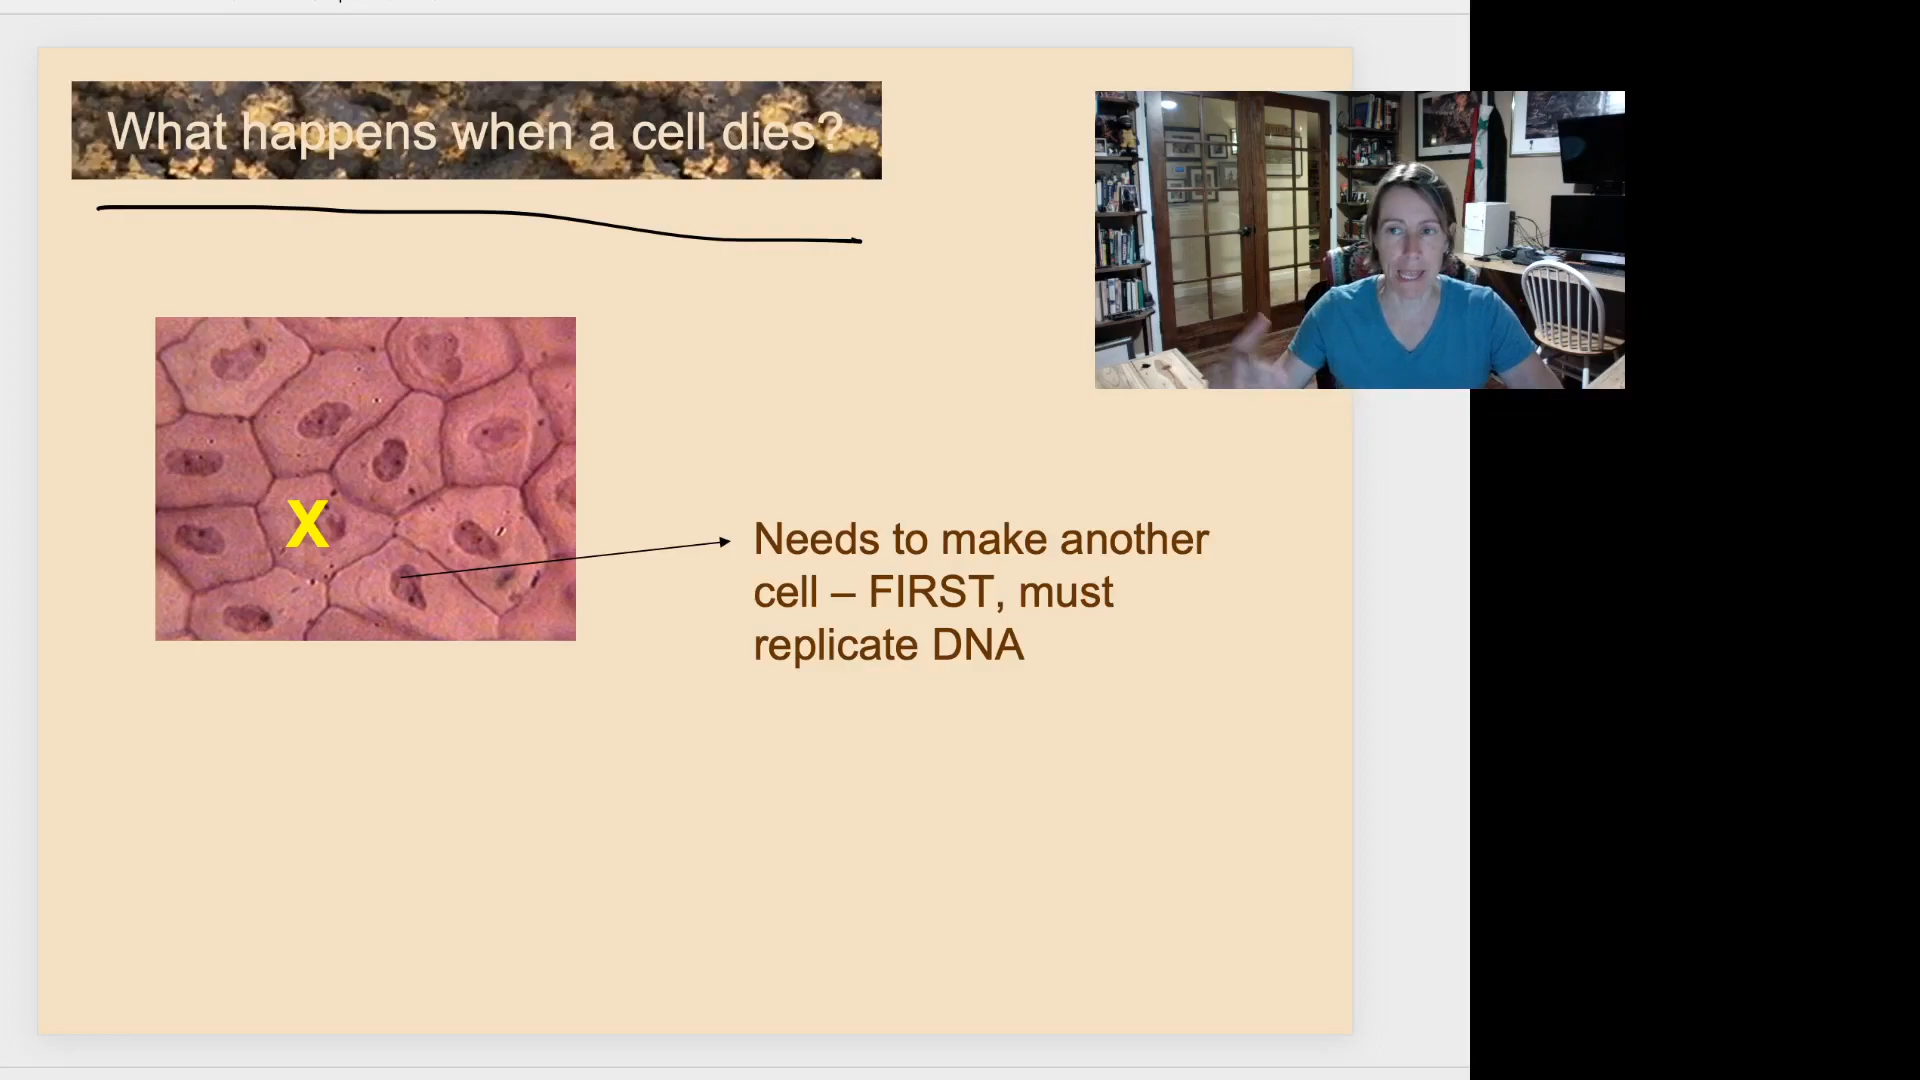 What happens when a cell dies?
X
Needs to make another
cell – FIRST, must
replicate DNA